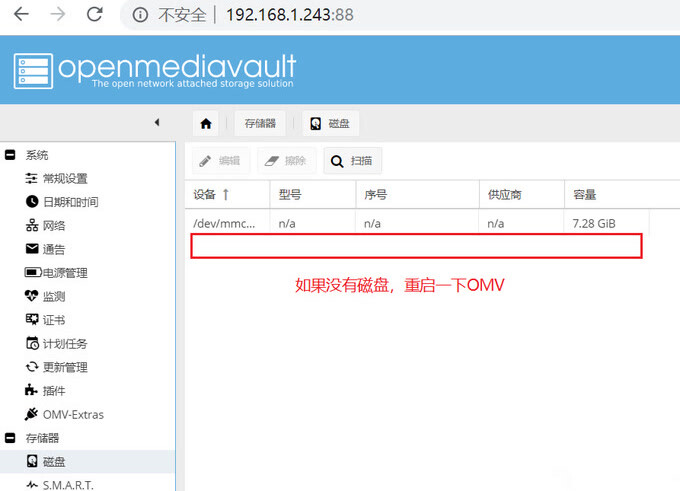 不安全 | 192.168.1.243:88
openmediavault
The open network attached storage solution
存储器
磁盘
系统
常规设置
日期和时间
网络
通告
电源管理
监测
证书
计划任务
更新管理
插件
OMV-Extras
存储器
磁盘
S.M.A.R.T.
编辑 擦除 扫描
设备 型号 序号 供应商 容量
/dev/mmc... n/a n/a n/a 7.28 GiB
如果没有磁盘，重启一下OMV